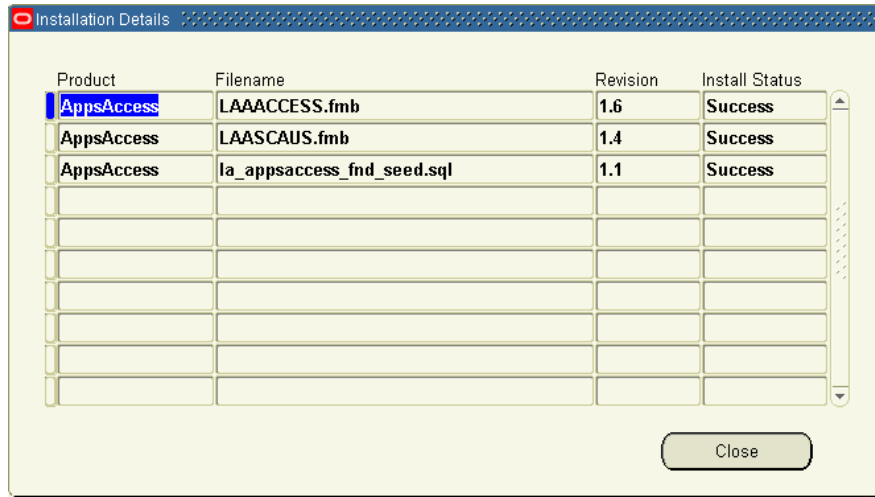 Installation Details
Product Filename Revision Install Status
AppsAccess LAAACCESS.fmb 1.6 Success
AppsAccess LAASCAUS.fmb 1.4 Success
AppsAccess la_appsaccess_fnd_seed.sql 1.1 Success
Close